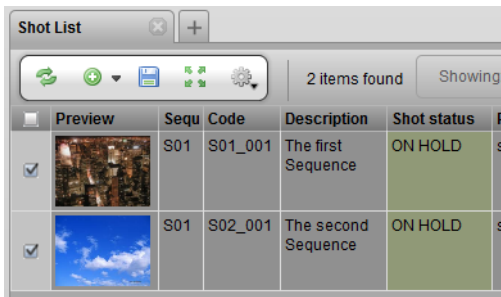 Shot List
2 items found Showing
Preview Sequ Code Description Shot status
S01 S01_001 The first Sequence ON HOLD s
S01 S02_001 The second Sequence ON HOLD s